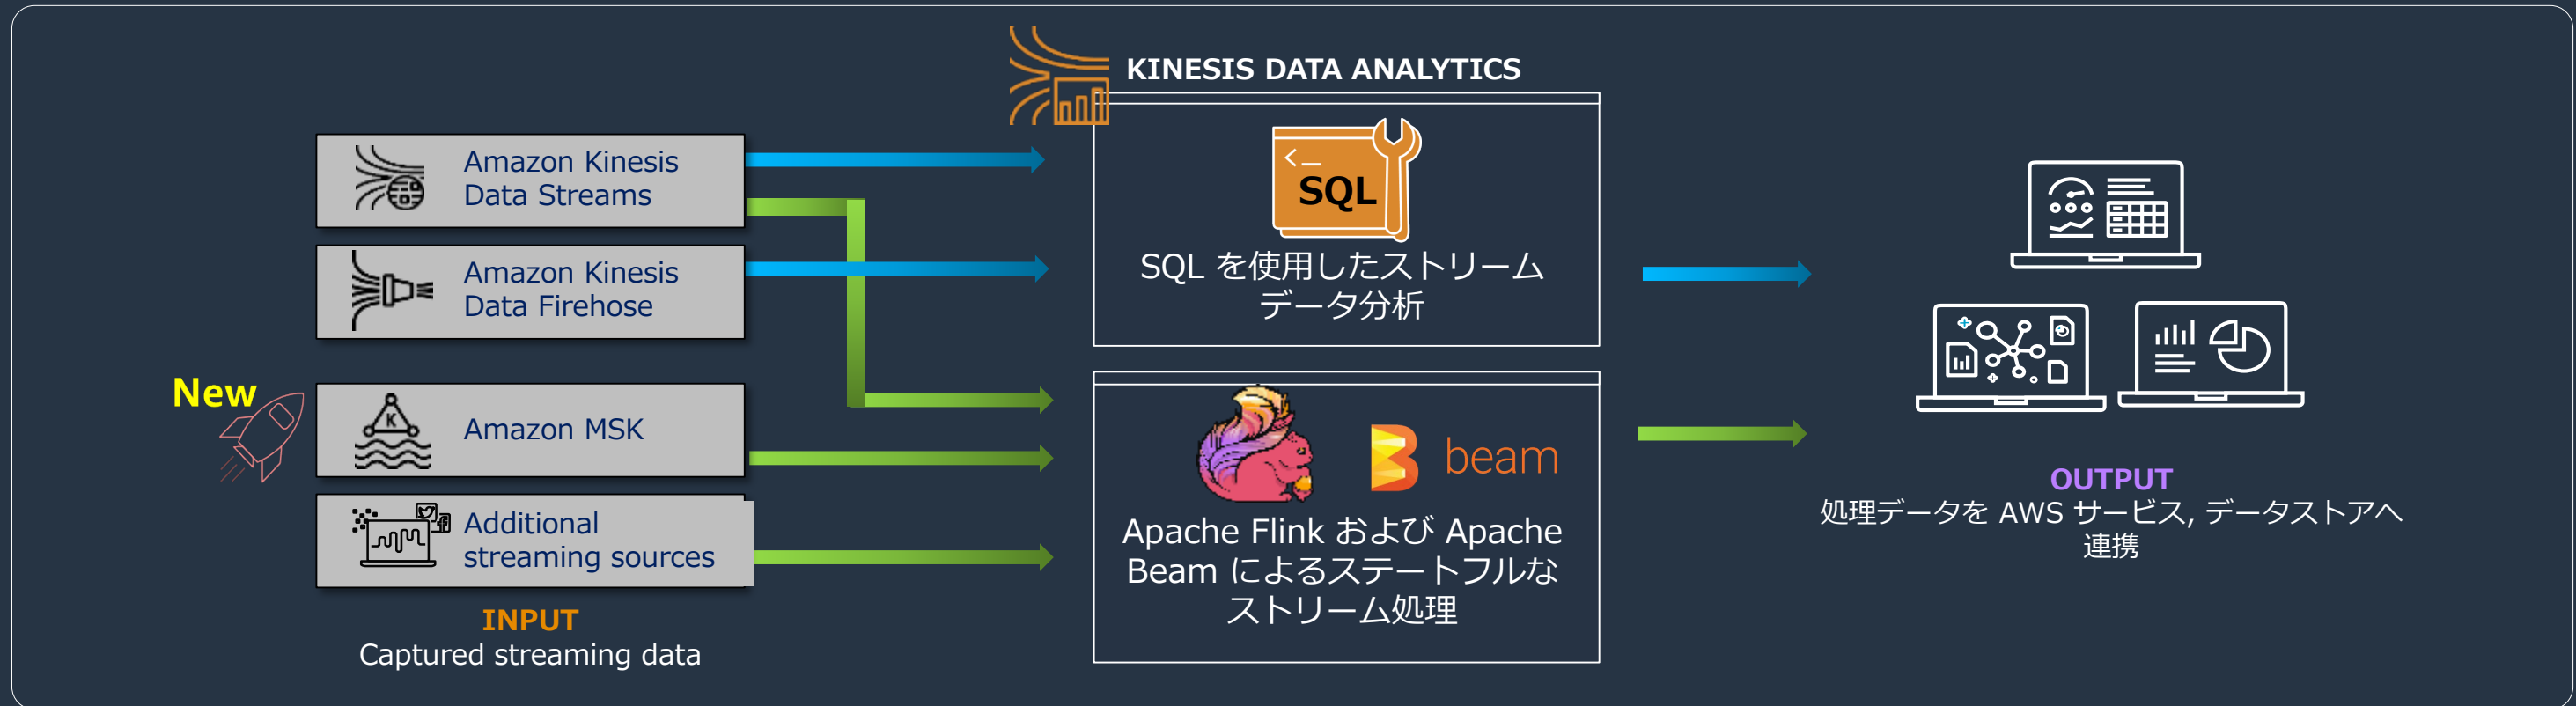 KINESIS DATA ANALYTICS
Amazon Kinesis
Data Streams
Amazon Kinesis
Data Firehose
New
Amazon MSK
K
Additional
streaming sources
INPUT
Captured streaming data
<_
SQL
SQL を使用したストリーム
データ分析
beam
Apache Flink および Apache
Beam によるステートフルな
ストリーム処理
OUTPUT
処理データを AWS サービス, データストアへ
連携